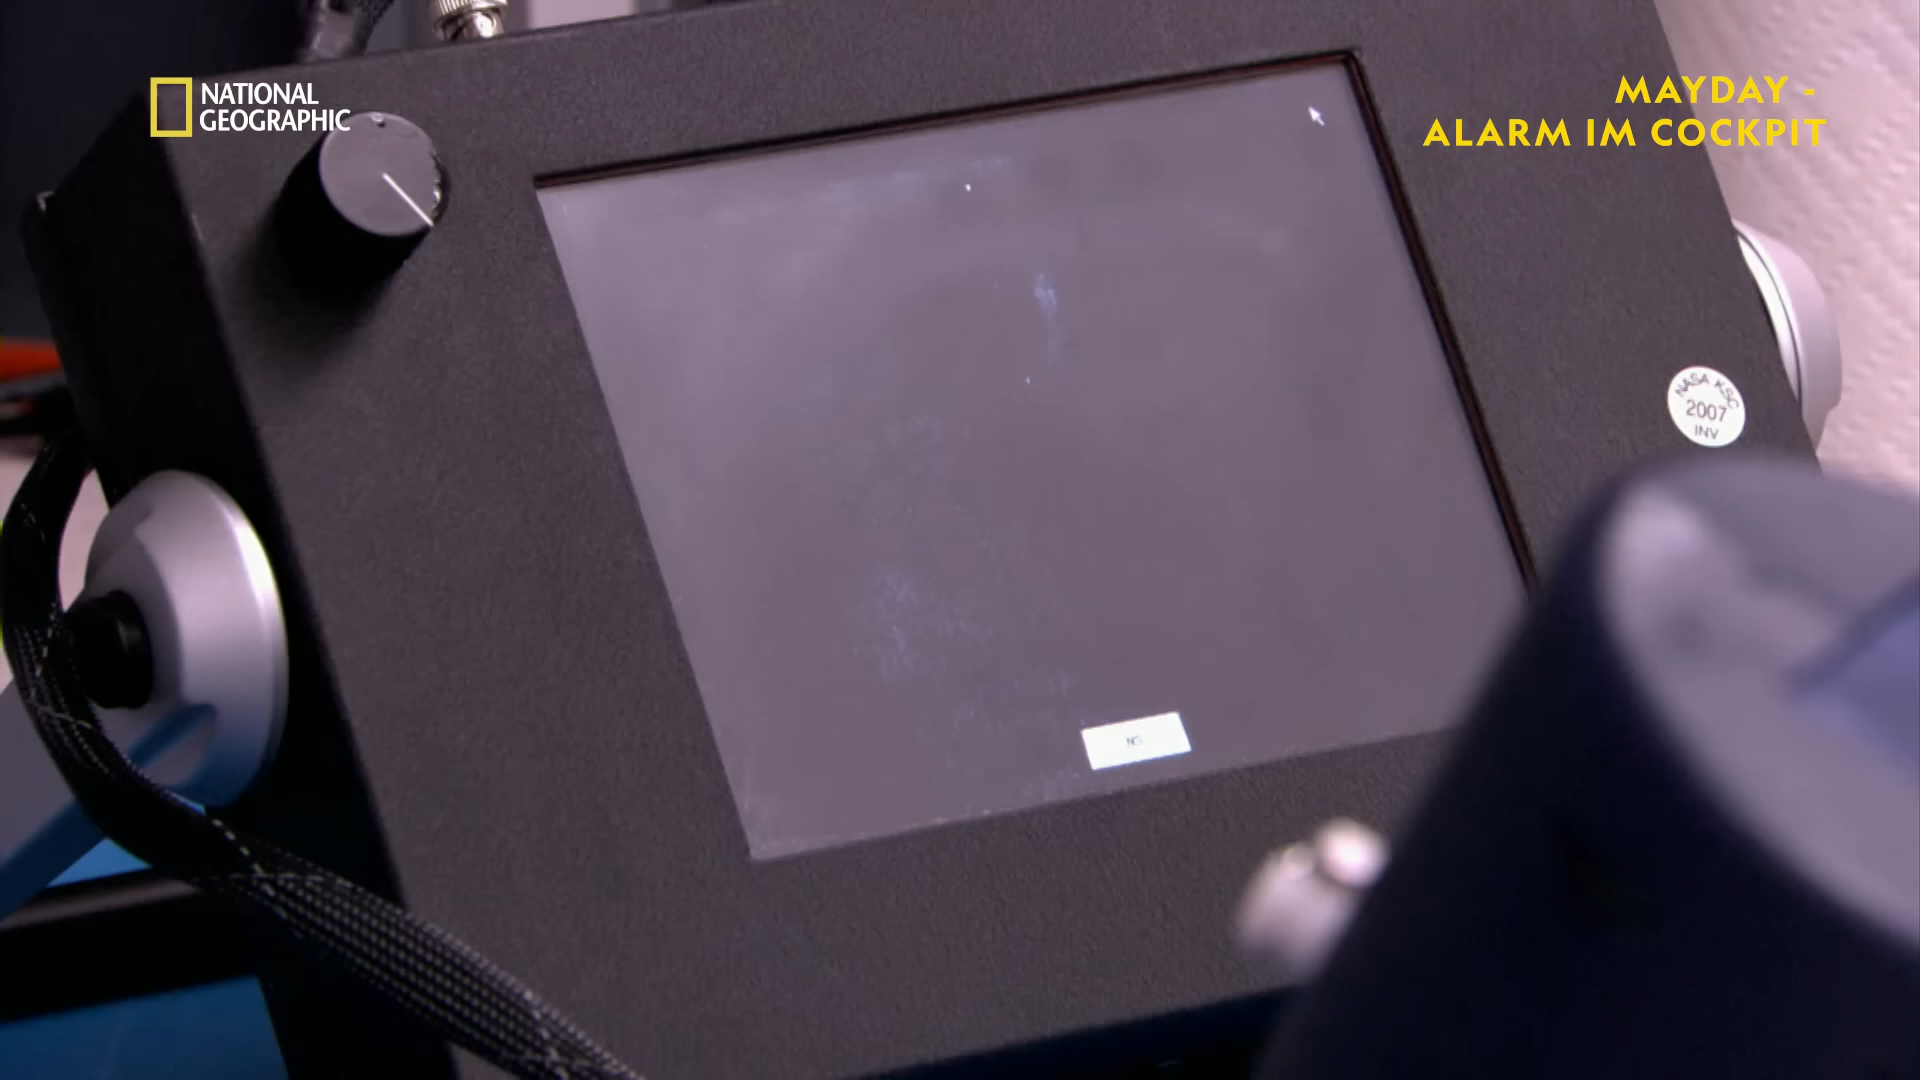 NATIONAL
GEOGRAPHIC
MAYDAY -
ALARM IM COCKPIT
NASA KSC
2007
INV